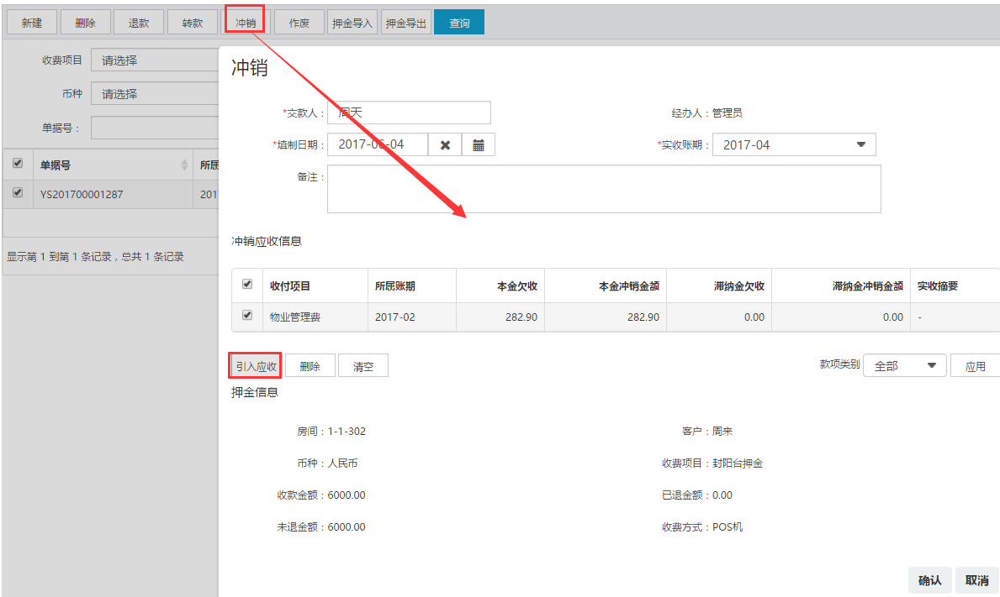 新建 删除 退款 转款 冲销 作废 押金导入 押金导出 查询
收费项目 请选择
币种 请选择
单据号：
单据号 所属
YS201700001287 201
显示第 1 到第 1 条记录，总共 1 条记录
冲销
*交款人： 周天 经办人：管理员
*填制日期： 2017-06-04 *实收账期： 2017-04
备注：
冲销应收信息
收付项目 所属账期 本金欠收 本金冲销金额 滞纳金欠收 滞纳金冲销金额 实收摘要
物业管理费 2017-02 282.90 282.90 0.00 0.00 -
引入应收 删除 清空 款项类别 全部 应用
押金信息
房间：1-1-302 客户：周来
币种：人民币 收费项目：封阳台押金
收款金额：6000.00 已退金额：0.00
未退金额：6000.00 收费方式：POS机
确认 取消